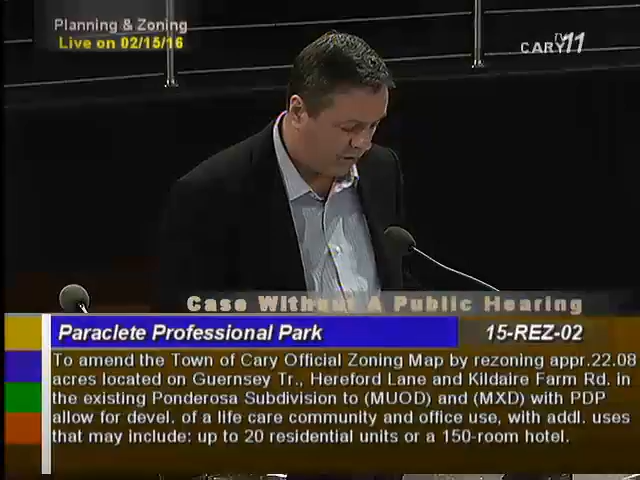 Planning & Zoning
Live on 02/15/16
CARY TV 11
Case Without A Public Hearing
Paraclete Professional Park 15-REZ-02
To amend the Town of Cary Official Zoning Map by rezoning appr.22.08
acres located on Guernsey Tr., Hereford Lane and Kildaire Farm Rd. in
the existing Ponderosa Subdivision to (MUOD) and (MXD) with PDP
allow for devel. of a life care community and office use, with addl. uses
that may include: up to 20 residential units or a 150-room hotel.